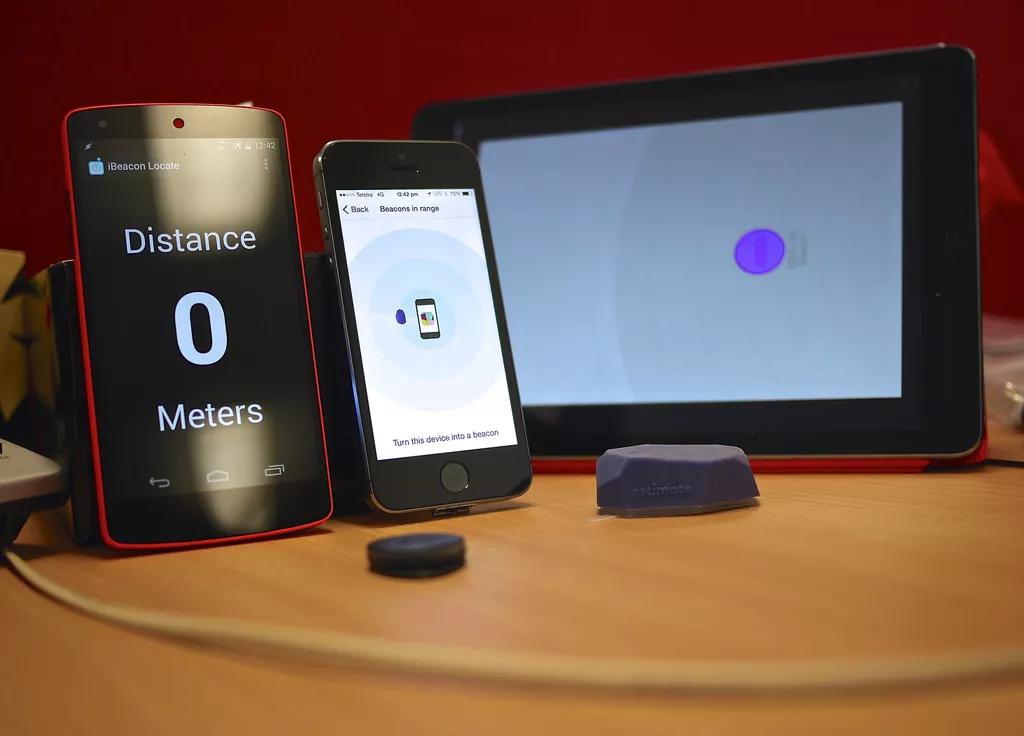 12:42
iBeacon Locate
Distance
0
Meters
Telstra 4G 12:42 pm 73%
Back Beacons in range
Turn this device into a beacon
estimote